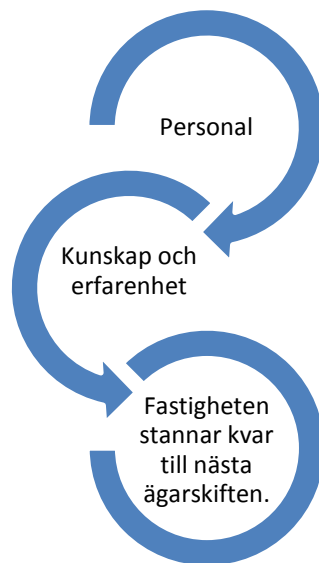 Personal
Kunskap och
erfarenhet
Fastigheten
stannar kvar
till nästa
ägarskiften.